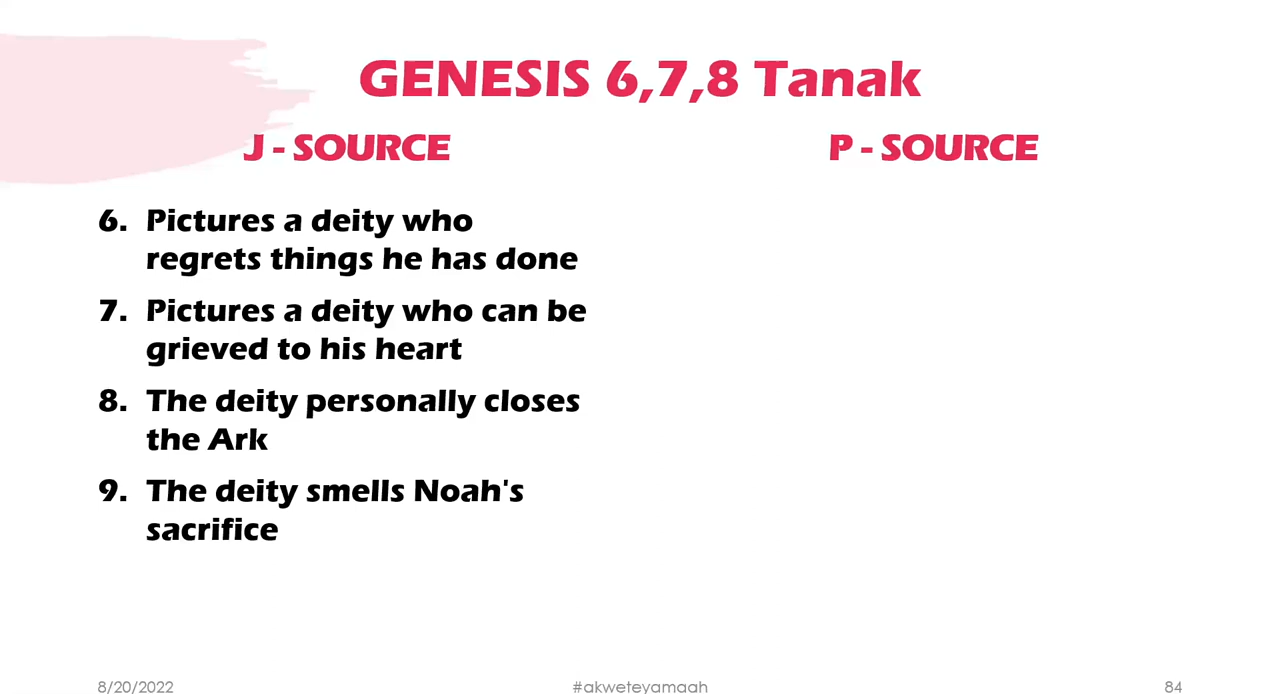 GENESIS 6,7,8 Tanak
J - SOURCE
P - SOURCE
6. Pictures a deity who
regrets things he has done
7. Pictures a deity who can be
grieved to his heart
8. The deity personally closes
the Ark
9. The deity smells Noah's
sacrifice
8/20/2022
#akweteyamaah
84